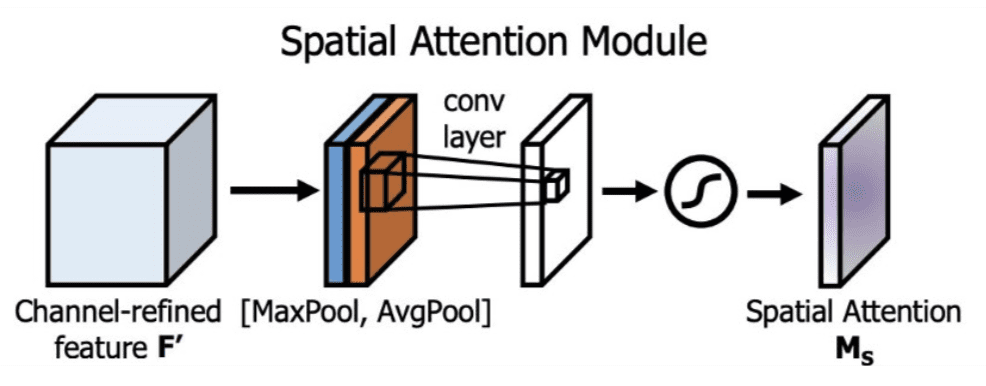 Spatial Attention Module
conv
layer
Channel-refined
feature F’
[MaxPool, AvgPool]
Spatial Attention
Ms